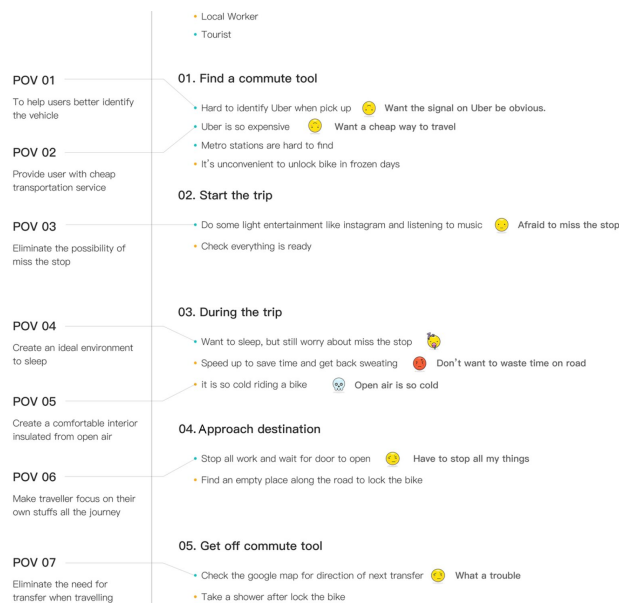 Local Worker
Tourist
POV 01
To help users better identify
the vehicle
POV 02
Provide user with cheap
transportation service
POV 03
Eliminate the possibility of
miss the stop
POV 04
Create an ideal environment
to sleep
POV 05
Create a comfortable interior
insulated from open air
POV 06
Make traveller focus on their
own stuffs all the journey
POV 07
Eliminate the need for
transfer when travelling
01. Find a commute tool
Hard to identify Uber when pick up Want the signal on Uber be obvious.
Uber is so expensive Want a cheap way to travel
Metro stations are hard to find
It's unconvenient to unlock bike in frozen days
02. Start the trip
Do some light entertainment like instagram and listening to music Afraid to miss the stop
Check everything is ready
03. During the trip
Want to sleep, but still worry about miss the stop
Speed up to save time and get back sweating Don't want to waste time on road
it is so cold riding a bike Open air is so cold
04. Approach destination
Stop all work and wait for door to open Have to stop all my things
Find an empty place along the road to lock the bike
05. Get off commute tool
Check the google map for direction of next transfer What a trouble
Take a shower after lock the bike